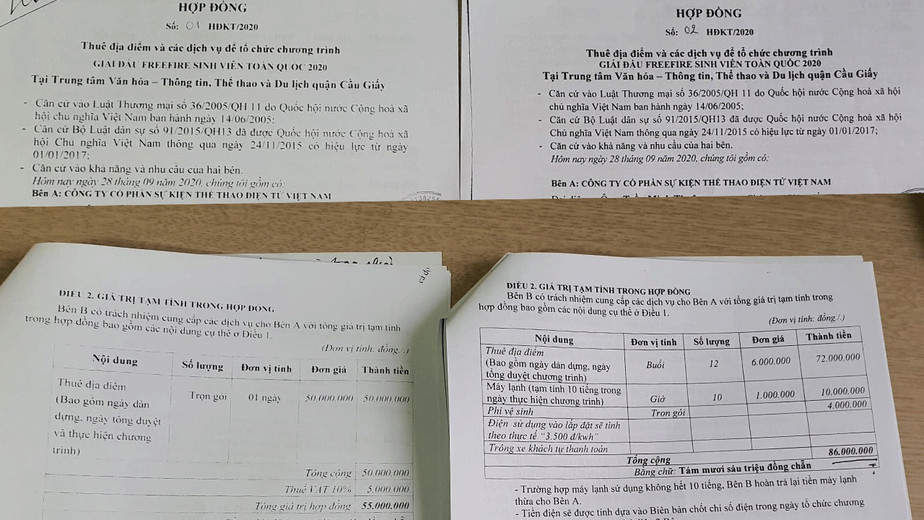 HỢP ĐỒNG
Số: 01 HĐKT/2020
Thuê địa điểm và các dịch vụ để tổ chức chương trình
GIẢI ĐẤU FREEFIRE SINH VIÊN TOÀN QUỐC 2020
Tại Trung tâm Văn hóa – Thông tin, Thể thao và Du lịch quận Cầu Giấy
- Căn cứ vào Luật Thương mại số 36/2005/QH 11 do Quốc hội nước Cộng hoà xã
hội chủ nghĩa Việt Nam ban hành ngày 14/06/2005;
- Căn cứ Bộ Luật dân sự số 91/2015/QH13 đã được Quốc hội nước Cộng hoà xã
hội Chủ nghĩa Việt Nam thông qua ngày 24/11/2015 có hiệu lực từ ngày
01/01/2017;
- Căn cứ vào khả năng và nhu cầu của hai bên.
Hôm nay ngày 28 tháng 09 năm 2020, chúng tôi gồm có:
Bên A: CÔNG TY CỔ PHẦN SỰ KIỆN THỂ THAO ĐIỆN TỬ VIỆT NAM
HỢP ĐỒNG
Số: 02 HĐKT/2020
Thuê địa điểm và các dịch vụ để tổ chức chương trình
GIẢI ĐẤU FREEFIRE SINH VIÊN TOÀN QUỐC 2020
Tại Trung tâm Văn hóa – Thông tin, Thể thao và Du lịch quận Cầu Giấy
- Căn cứ vào Luật Thương mại số 36/2005/QH 11 do Quốc hội nước Cộng hoà xã hội
chủ nghĩa Việt Nam ban hành ngày 14/06/2005;
- Căn cứ Bộ Luật dân sự số 91/2015/QH13 đã được Quốc hội nước Cộng hoà xã hội
Chủ nghĩa Việt Nam thông qua ngày 24/11/2015 có hiệu lực từ ngày 01/01/2017;
- Căn cứ vào khả năng và nhu cầu của hai bên.
Hôm nay ngày 28 tháng 09 năm 2020, chúng tôi gồm có:
Bên A: CÔNG TY CỔ PHẦN SỰ KIỆN THỂ THAO ĐIỆN TỬ VIỆT NAM
ĐIỀU 2. GIÁ TRỊ TẠM TÍNH TRONG HỢP ĐỒNG
Bên B có trách nhiệm cung cấp các dịch vụ cho Bên A với tổng giá trị tạm tính
trong hợp đồng bao gồm các nội dung cụ thể ở Điều 1.
(Đơn vị tính: đồng./.)
Nội dung Số lượng Đơn vị tính Đơn giá Thành tiền
Thuê địa điểm Trọn gói 01 ngày 50.000.000 50.000.000
(Bao gồm ngày dàn
dựng, ngày tổng duyệt
và thực hiện chương
trình)
Tổng cộng 50.000.000
Thuế VAT 10% 5.000.000
Tổng giá trị hợp đồng 55.000.000
ĐIỀU 2. GIÁ TRỊ TẠM TÍNH TRONG HỢP ĐỒNG
Bên B có trách nhiệm cung cấp các dịch vụ cho Bên A với tổng giá trị tạm tính trong
hợp đồng bao gồm các nội dung cụ thể ở Điều 1.
(Đơn vị tính: đồng./.)
Nội dung Đơn vị tính Số lượng Đơn giá Thành tiền
Thuê địa điểm
(Bao gồm ngày dàn dựng, ngày Buổi 12 6.000.000 72.000.000
tổng duyệt chương trình)
Máy lạnh (tạm tính 10 tiếng trong
ngày thực hiện chương trình) Giờ 10 1.000.000 10.000.000
Phí vệ sinh Trọn gói 4.000.000
Điện sử dụng vào lắp đặt sẽ tính
theo thực tế "3.500 đ/kwh"
Trông xe khách tự thanh toán
Tổng cộng 86.000.000
Bằng chữ: Tám mươi sáu triệu đồng chẵn
- Trường hợp máy lạnh sử dụng không hết 10 tiếng, Bên B hoàn trả lại tiền máy lạnh
thừa cho Bên A.
- Tiền điện sẽ được tính dựa vào Biên bản chốt chỉ số điện trong ngày tổ chức chương